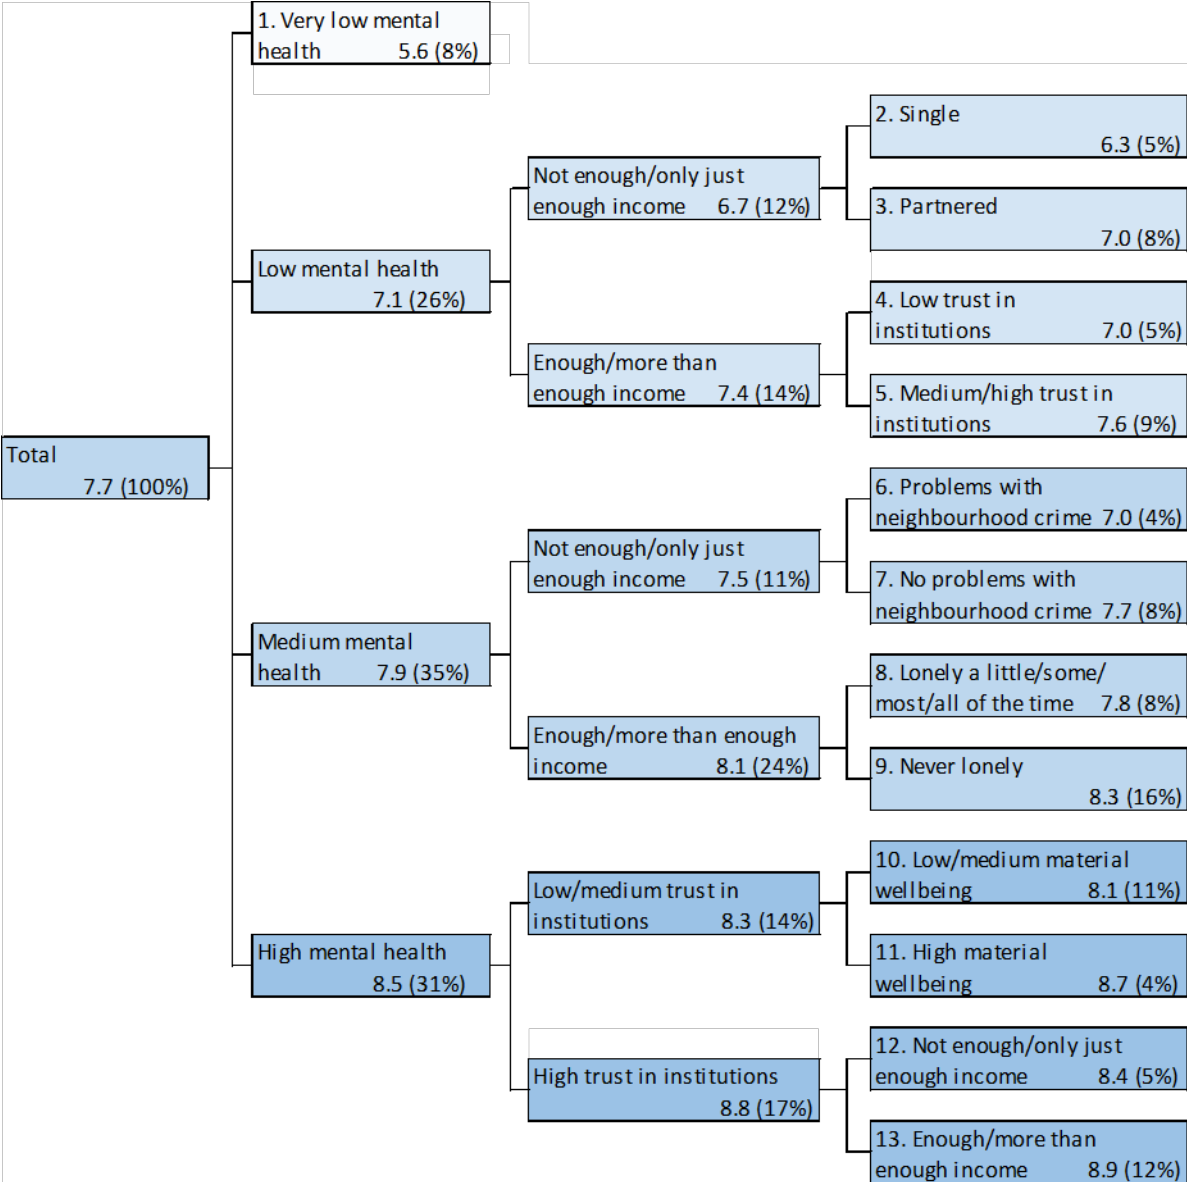 1. Very low mental
health 5.6 (8%)
2. Single
6.3 (5%)
Not enough/only just
enough income 6.7 (12%)
3. Partnered
7.0 (8%)
Low mental health
7.1 (26%)
4. Low trust in
institutions 7.0 (5%)
Enough/more than
enough income 7.4 (14%)
5. Medium/high trust in
institutions 7.6 (9%)
Total
7.7 (100%)
6. Problems with
neighbourhood crime 7.0 (4%)
Not enough/only just
enough income 7.5 (11%)
7. No problems with
neighbourhood crime 7.7 (8%)
Medium mental
health 7.9 (35%)
8. Lonely a little/some/
most/all of the time 7.8 (8%)
Enough/more than enough
income 8.1 (24%)
9. Never lonely
8.3 (16%)
10. Low/medium material
wellbeing 8.1 (11%)
Low/medium trust in
institutions 8.3 (14%)
High mental health
8.5 (31%)
11. High material
wellbeing 8.7 (4%)
12. Not enough/only just
enough income 8.4 (5%)
High trust in institutions
8.8 (17%)
13. Enough/more than
enough income 8.9 (12%)